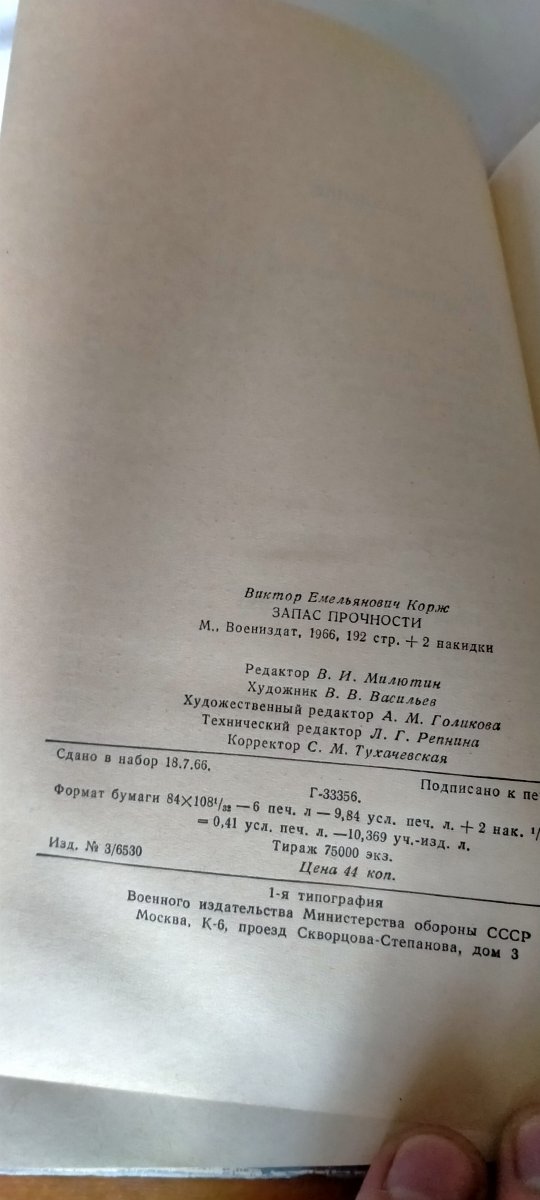 Виктор Емельянович Корж
ЗАПАС ПРОЧНОСТИ
М., Воениздат, 1966, 192 стр. + 2 накидки
Редактор В. И. Милютин
Художник В. В. Васильев
Художественный редактор А. М. Голикова
Технический редактор Л. Г. Репнина
Корректор С. М. Тухачевская
Сдано в набор 18.7.66. Подписано к пе
Г-33356.
Формат бумаги 84×108¹/₃₂ — 6 печ. л — 9,84 усл. печ. л. + 2 нак. ¹/
= 0,41 усл. печ. л. — 10,369 уч.-изд. л.
Изд. № 3/6530 Тираж 75000 экз.
Цена 44 коп.
1-я типография
Военного издательства Министерства обороны СССР
Москва, К-6, проезд Скворцова-Степанова, дом 3